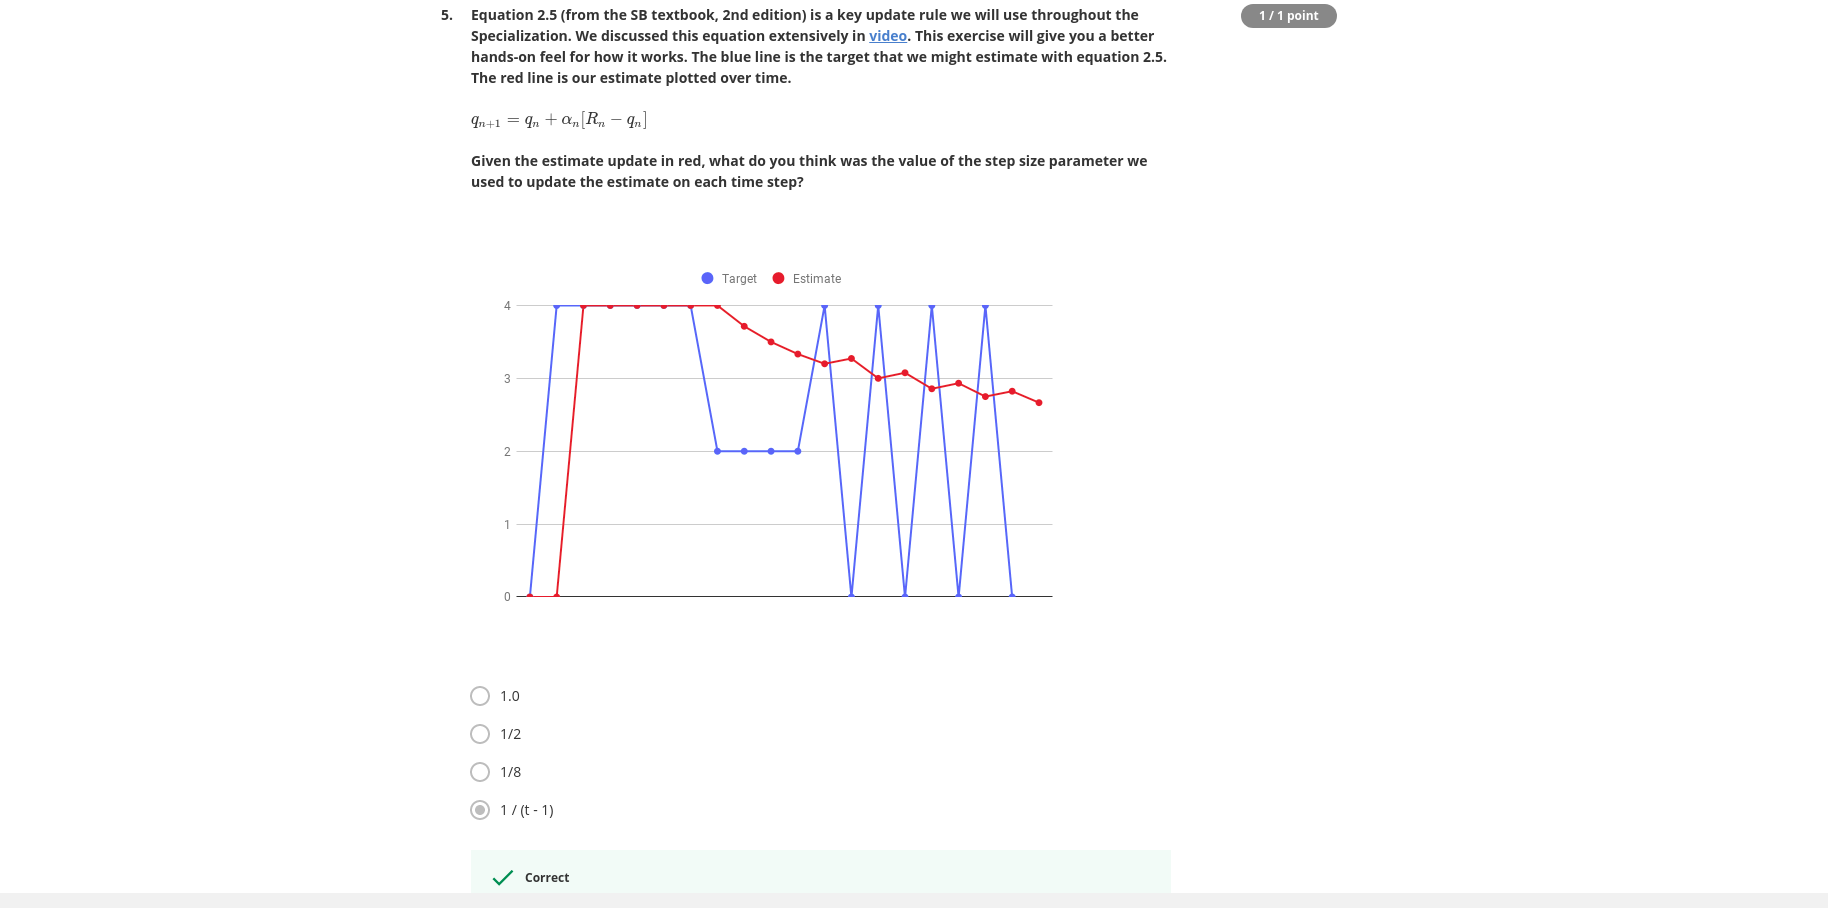 5. Equation 2.5 (from the SB textbook, 2nd edition) is a key update rule we will use throughout the
1 / 1 point
Specialization. We discussed this equation extensively in video. This exercise will give you a better
hands-on feel for how it works. The blue line is the target that we might estimate with equation 2.5.
The red line is our estimate plotted over time.
qₙ₊₁ = qₙ + αₙ[Rₙ − qₙ]
Given the estimate update in red, what do you think was the value of the step size parameter we
used to update the estimate on each time step?
Target Estimate
4
3
2
1
0
1.0
1/2
1/8
1 / (t - 1)
Correct